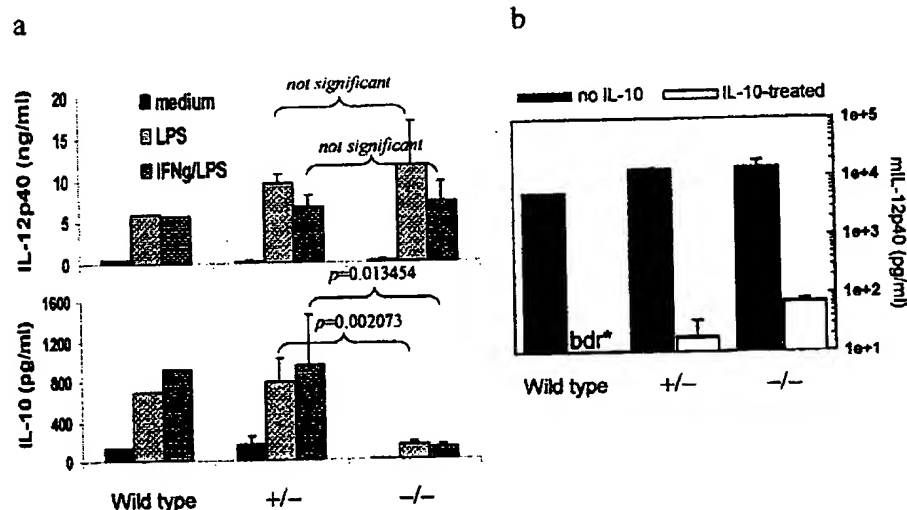 a
not significant
IL-12p40 (ng/ml)
20
15
10
5
0
medium
LPS
IFNg/LPS
not significant
p=0.013454
p=0.002073
IL-10 (pg/ml)
1600
1200
800
400
0
Wild type
+/−
−/−
b
no IL-10
IL-10-treated
bdr*
1e+5
1e+4
1e+3
1e+2
1e+1
mIL-12p40 (pg/ml)
Wild type
+/−
−/−